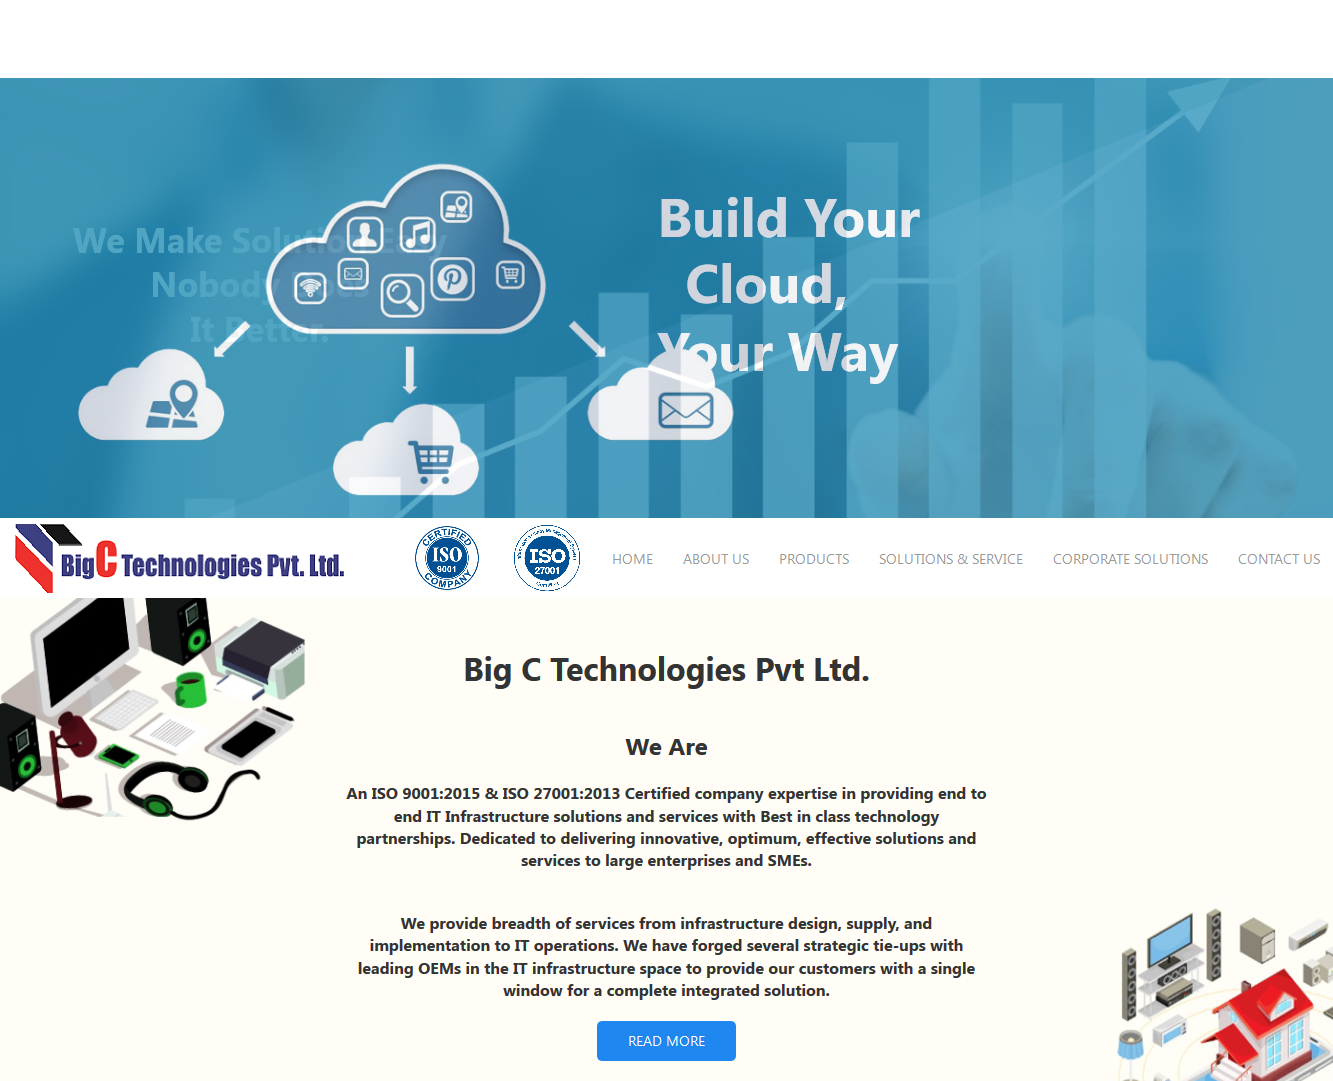 Build Your
Cloud,
Your Way
We Make Solution Easy
Nobody Does
It Better.
BigC Technologies Pvt. Ltd.
CERTIFIED
ISO
9001
COMPANY
ISO
27001
HOME
ABOUT US
PRODUCTS
SOLUTIONS & SERVICE
CORPORATE SOLUTIONS
CONTACT US
Big C Technologies Pvt Ltd.
We Are
An ISO 9001:2015 & ISO 27001:2013 Certified company expertise in providing end to
end IT Infrastructure solutions and services with Best in class technology
partnerships. Dedicated to delivering innovative, optimum, effective solutions and
services to large enterprises and SMEs.
We provide breadth of services from infrastructure design, supply, and
implementation to IT operations. We have forged several strategic tie-ups with
leading OEMs in the IT infrastructure space to provide our customers with a single
window for a complete integrated solution.
READ MORE